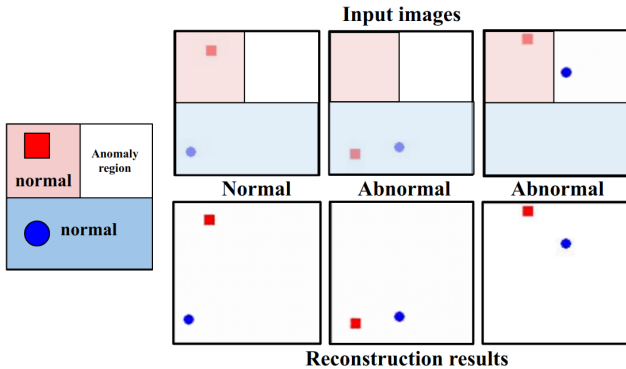 Input images
Anomaly
region
normal
normal
Normal
Abnormal
Abnormal
Reconstruction results